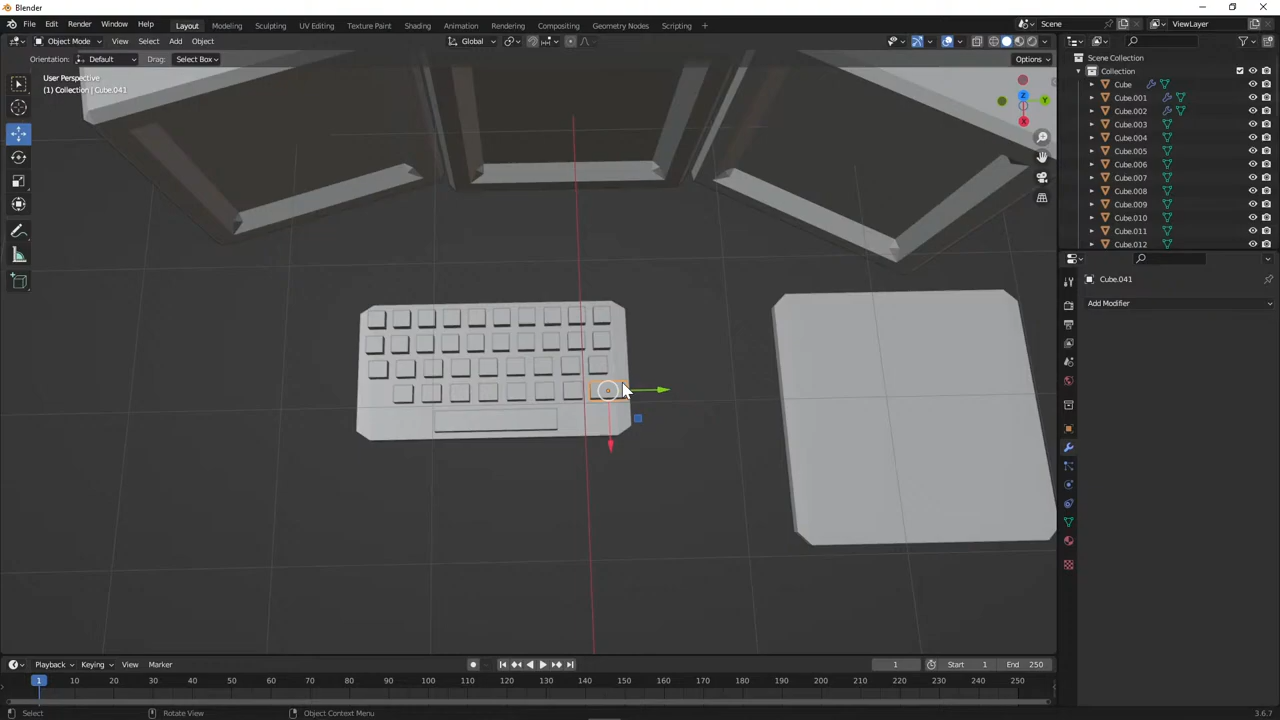 Blender
File Edit Render Window Help
Layout Modeling Sculpting UV Editing Texture Paint Shading Animation Rendering Compositing Geometry Nodes Scripting +
Scene
ViewLayer
Object Mode View Select Add Object
Global
Orientation: Default Drag: Select Box
Options
User Perspective
(1) Collection | Cube.041
Z
Y
X
Scene Collection
Collection
Cube
Cube.001
Cube.002
Cube.003
Cube.004
Cube.005
Cube.006
Cube.007
Cube.008
Cube.009
Cube.010
Cube.011
Cube.012
Cube.041
Add Modifier
Playback Keying View Marker
1
Start 1
End 250
1 10 20 30 40 50 60 70 80 90 100 110 120 130 140 150 160 170 180 190 200 210 220 230 240 250
Select
Rotate View
Object Context Menu
3.6.7